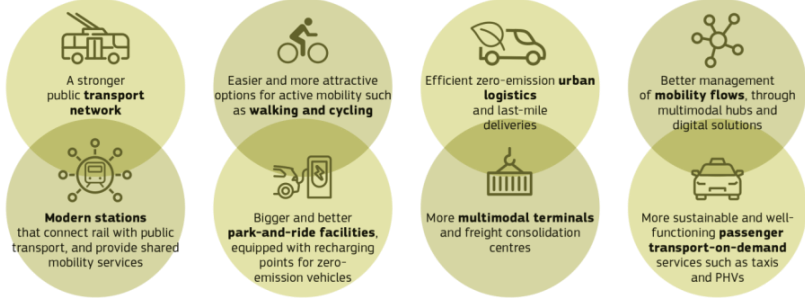 A stronger
public transport
network
Easier and more attractive
options for active mobility such
as walking and cycling
Efficient zero-emission urban
logistics
and last-mile
deliveries
Better management
of mobility flows, through
multimodal hubs and
digital solutions
Modern stations
that connect rail with public
transport, and provide shared
mobility services
Bigger and better
park-and-ride facilities,
equipped with recharging
points for zero-
emission vehicles
More multimodal terminals
and freight consolidation
centres
More sustainable and well-
functioning passenger
transport-on-demand
services such as taxis
and PHVs